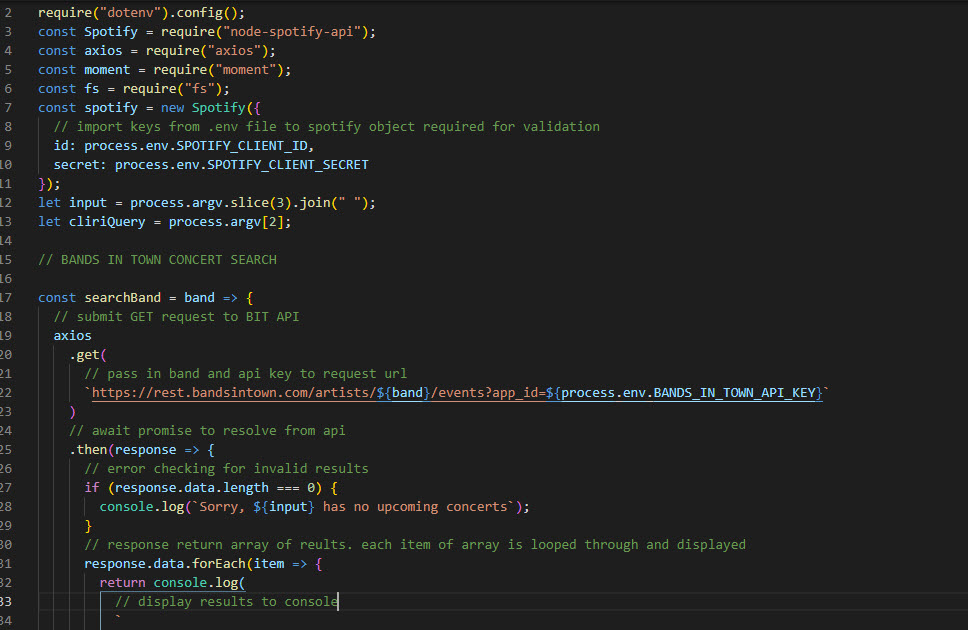 2 require("dotenv").config();
3 const Spotify = require("node-spotify-api");
4 const axios = require("axios");
5 const moment = require("moment");
6 const fs = require("fs");
7 const spotify = new Spotify({
8 // import keys from .env file to spotify object required for validation
9 id: process.env.SPOTIFY_CLIENT_ID,
10 secret: process.env.SPOTIFY_CLIENT_SECRET
11 });
12 let input = process.argv.slice(3).join(" ");
13 let cliriQuery = process.argv[2];
14
15 // BANDS IN TOWN CONCERT SEARCH
16
17 const searchBand = band => {
18 // submit GET request to BIT API
19 axios
20 .get(
21 // pass in band and api key to request url
22 `https://rest.bandsintown.com/artists/${band}/events?app_id=${process.env.BANDS_IN_TOWN_API_KEY}`
23 )
24 // await promise to resolve from api
25 .then(response => {
26 // error checking for invalid results
27 if (response.data.length === 0) {
28 console.log(`Sorry, ${input} has no upcoming concerts`);
29 }
30 // response return array of reults. each item of array is looped through and displayed
31 response.data.forEach(item => {
32 return console.log(
33 // display results to console
34 `